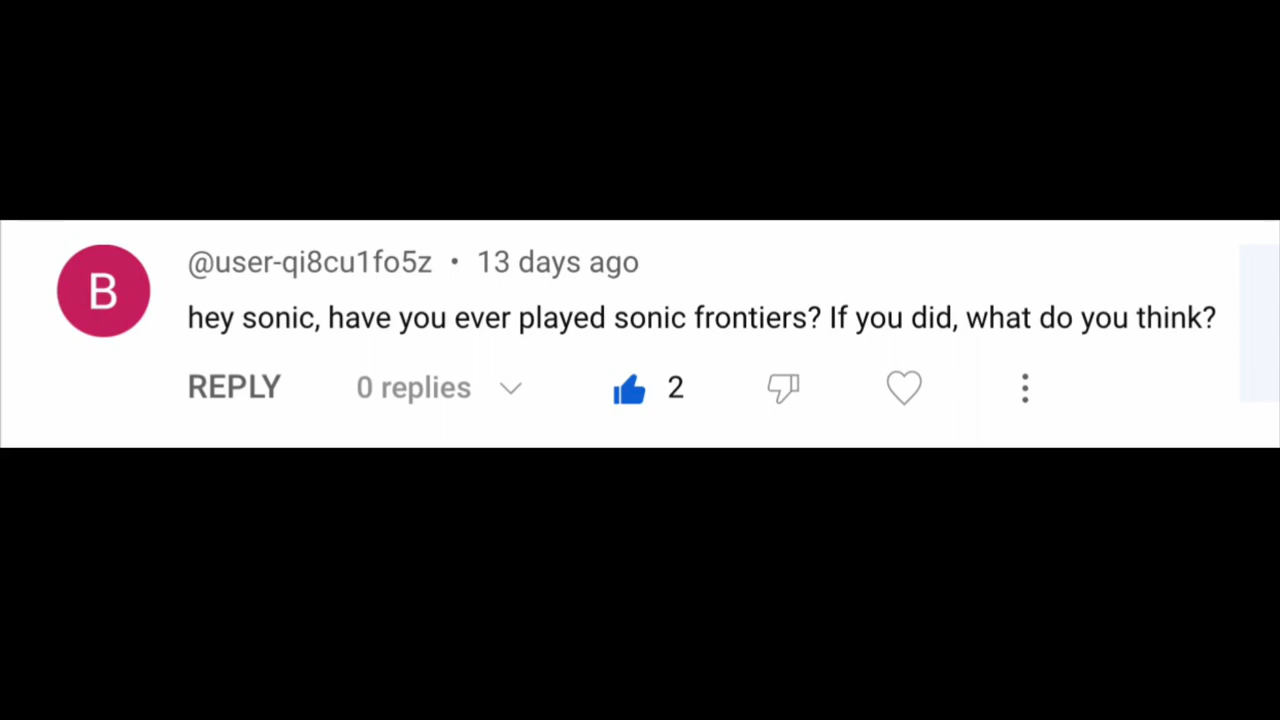 B
@user-qi8cu1fo5z • 13 days ago
hey sonic, have you ever played sonic frontiers? If you did, what do you think?
REPLY 0 replies 2